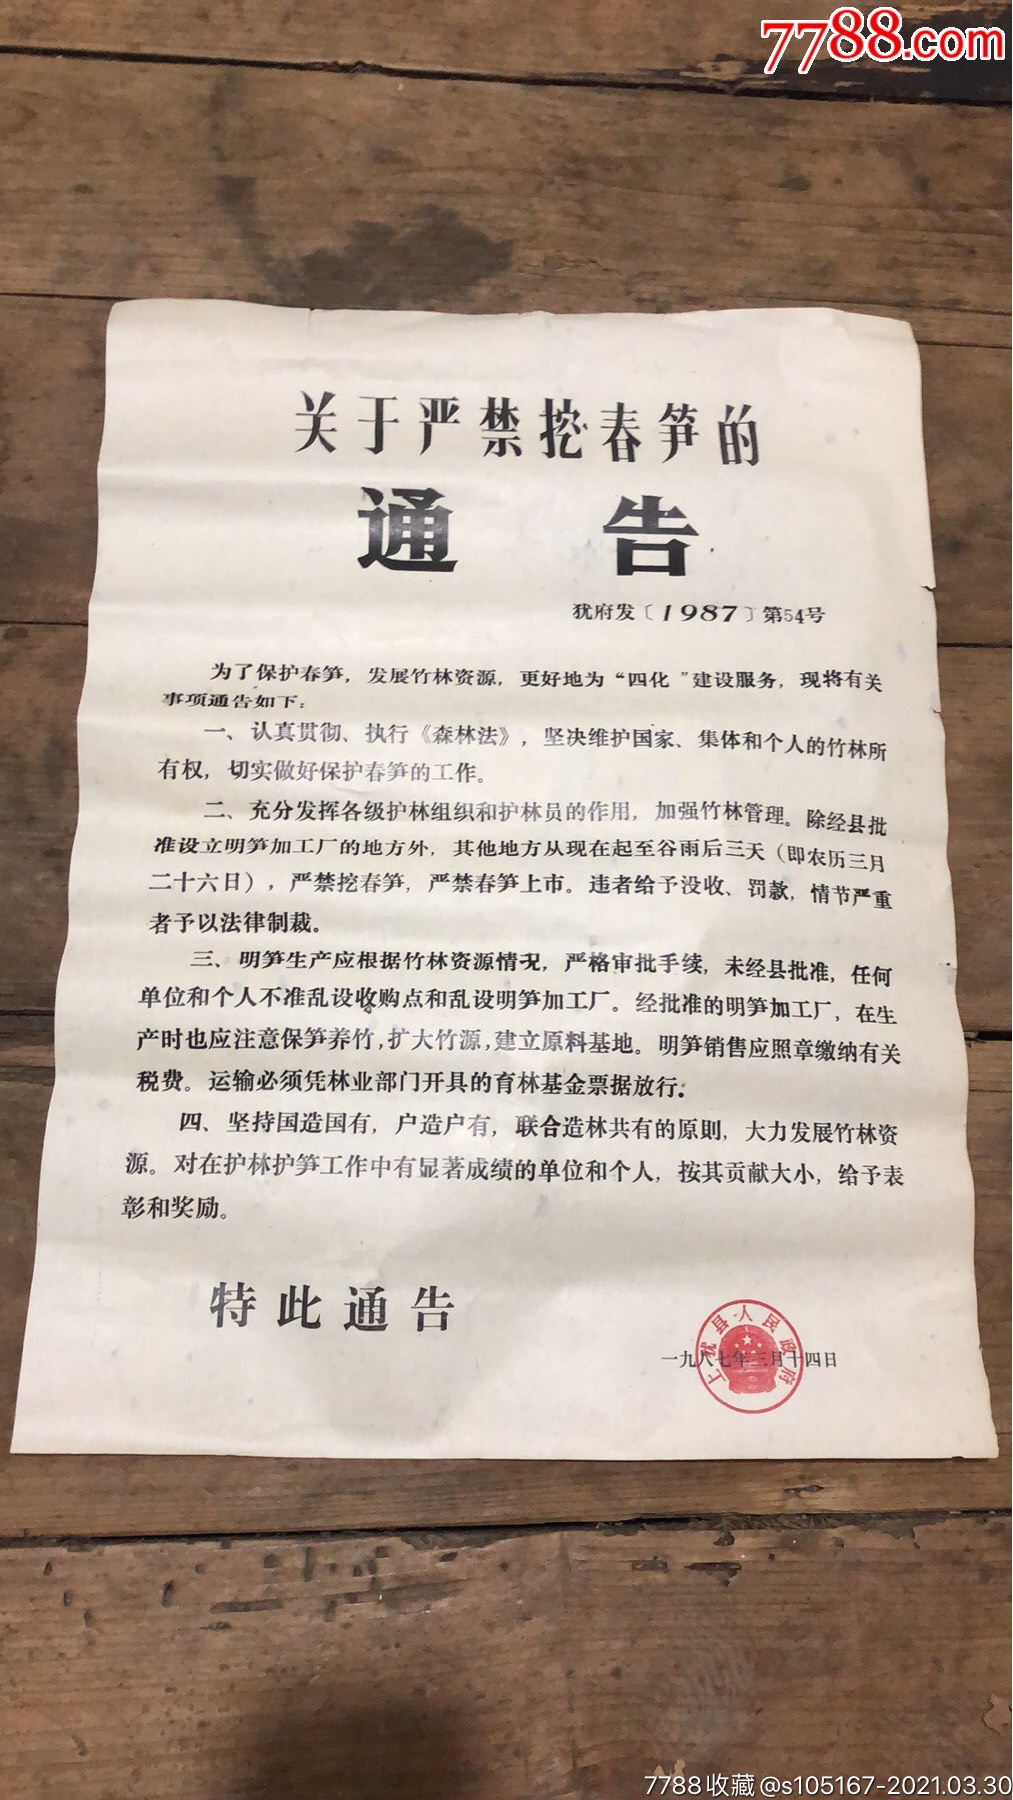 7788.com
关于严禁挖春笋的
通告
犹府发〔1987〕第54号
为了保护春笋，发展竹林资源，更好地为“四化”建设服务，现将有关
事项通告如下：
一、认真贯彻、执行《森林法》，坚决维护国家、集体和个人的竹林所
有权，切实做好保护春笋的工作。
二、充分发挥各级护林组织和护林员的作用，加强竹林管理。除经县批
准设立明笋加工厂的地方外，其他地方从现在起至谷雨后三天（即农历三月
二十六日），严禁挖春笋，严禁春笋上市。违者给予没收、罚款，情节严重
者予以法律制裁。
三、明笋生产应根据竹林资源情况，严格审批手续，未经县批准，任何
单位和个人不准乱设收购点和乱设明笋加工厂。经批准的明笋加工厂，在生
产时也应注意保笋养竹，扩大竹源，建立原料基地。明笋销售应照章缴纳有关
税费。运输必须凭林业部门开具的育林基金票据放行。
四、坚持国造国有，户造户有，联合造林共有的原则，大力发展竹林资
源。对在护林护笋工作中有显著成绩的单位和个人，按其贡献大小，给予表
彰和奖励。
特此通告
上犹县人民政府
一九八七年三月十四日
7788收藏@s105167-2021.03.30